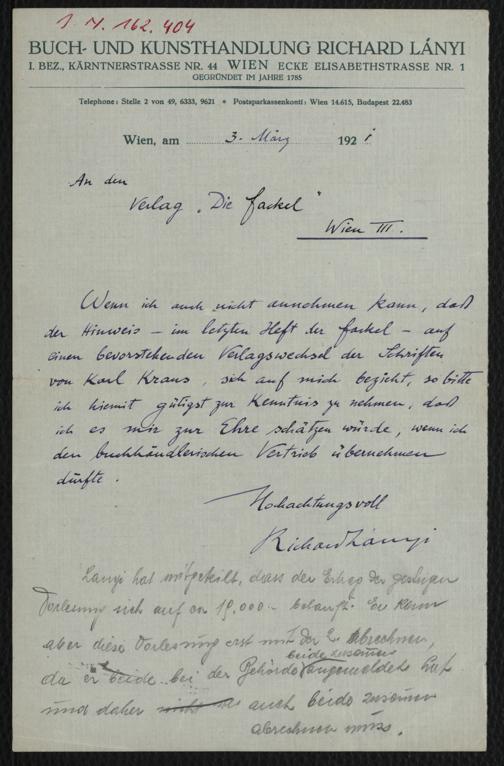 I. N. 162.404
BUCH- UND KUNSTHANDLUNG RICHARD LÁNYI
I. BEZ., KÄRNTNERSTRASSE NR. 44 WIEN ECKE ELISABETHSTRASSE NR. 1
GEGRÜNDET IM JAHRE 1785
Telephone: Stelle 2 von 49, 6333, 9621 * Postsparkassenkonti: Wien 14.615, Budapest 22.483
Wien, am 3. März 1921
An den
Verlag „Die Fackel“
Wien III.
Wenn ich auch nicht annehmen kann, daß
der Hinweis – im letzten Heft der Fackel – auf
einen bevorstehenden Verlagswechsel der Schriften
von Karl Kraus, sich auf mich bezieht, so bitte
ich hiemit gütigst zur Kenntnis zu nehmen, daß
ich es mir zur Ehre schätzen würde, wenn ich
den buchhändlerischen Vertrieb übernehmen
dürfte.
Hochachtungsvoll
Richard Lányi
Lanyi hat mitgeteilt, dass der Ertrag der gestrigen
Vorlesung sich auf ca 19.000.- beläuft. Er kann
aber diese Vorlesung erst mit der abrechnen,
beide zusammen
da er beide bei der Behörde angemeldet hat
und daher auch beide zusammen
abrechnen muss.